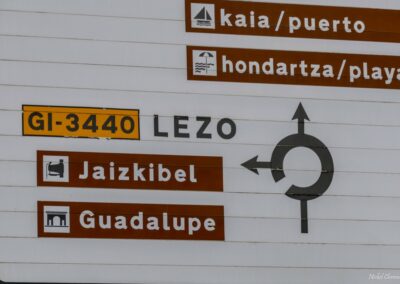 kaia/puerto
hondartza/playa
GI-3440 LEZO
Jaizkibel
Guadalupe